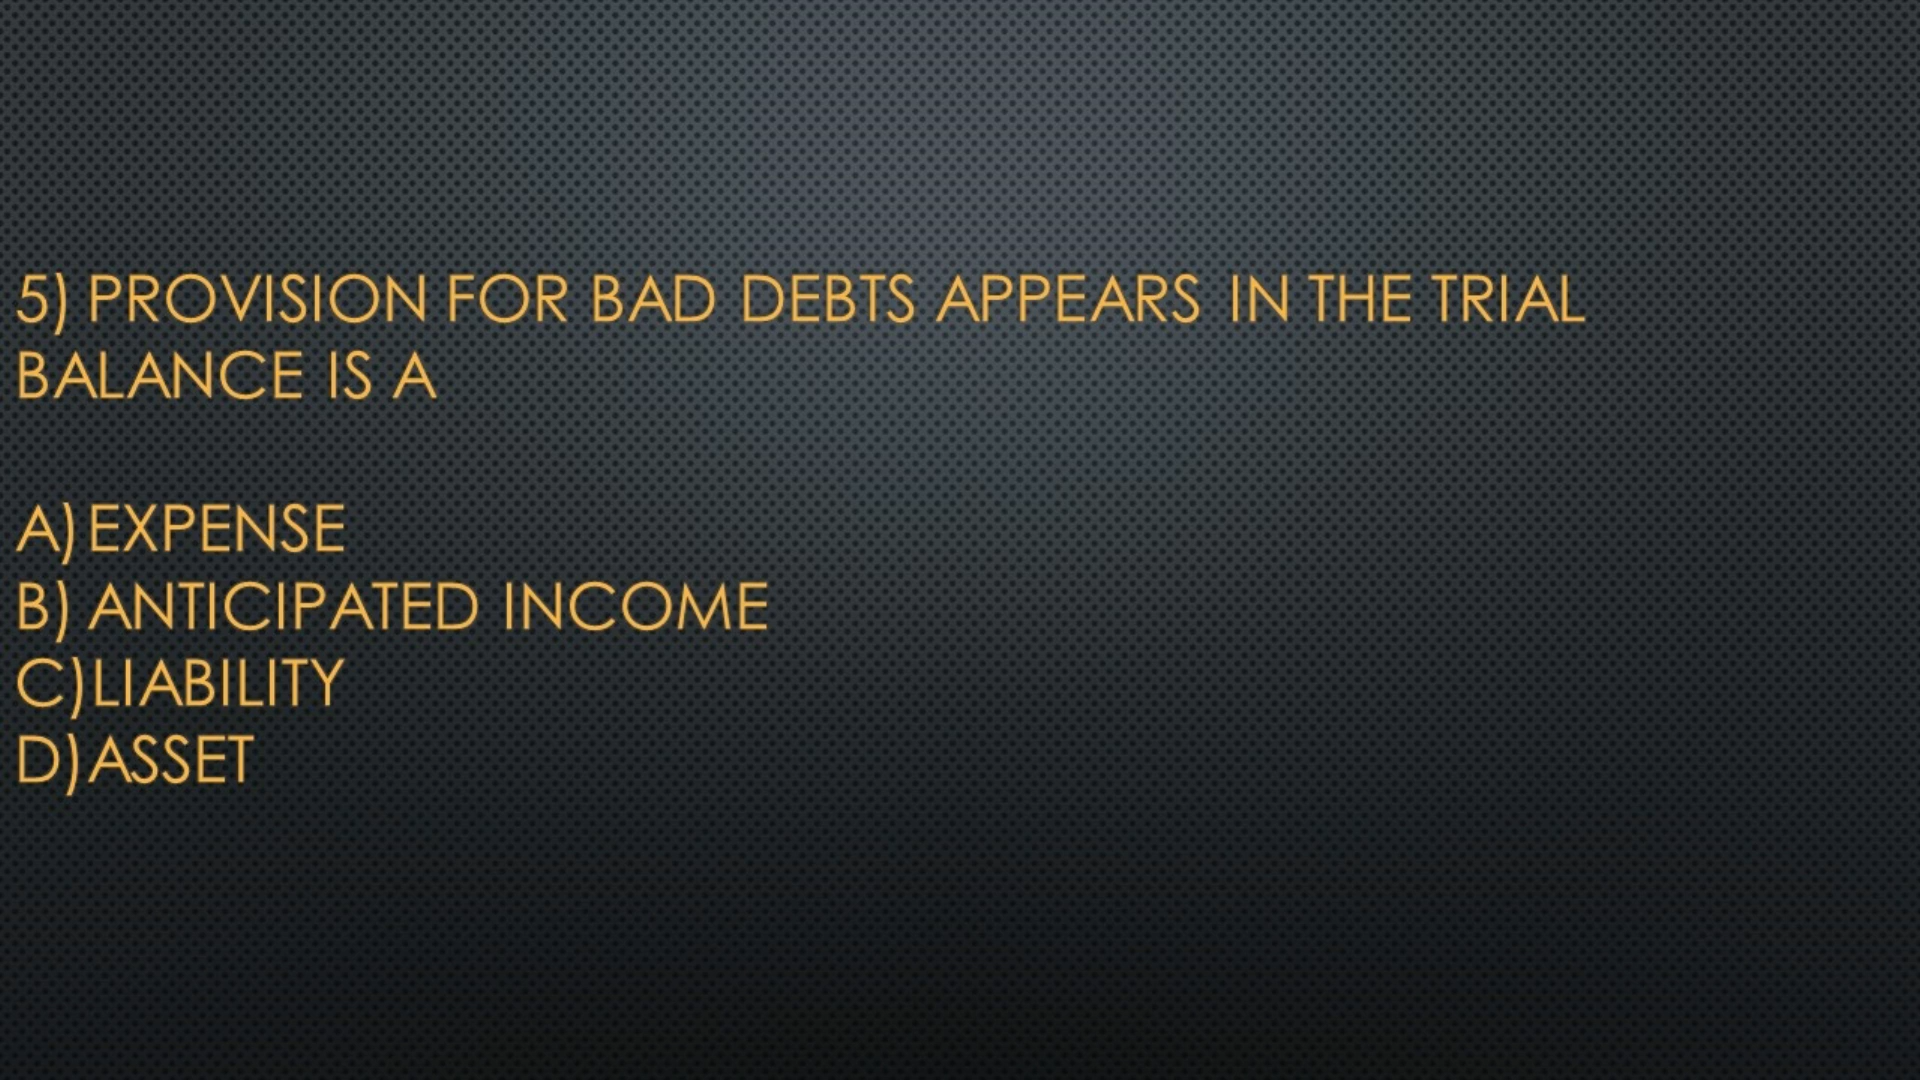 5) PROVISION FOR BAD DEBTS APPEARS IN THE TRIAL
BALANCE IS A
A) EXPENSE
B) ANTICIPATED INCOME
C)LIABILITY
D)ASSET